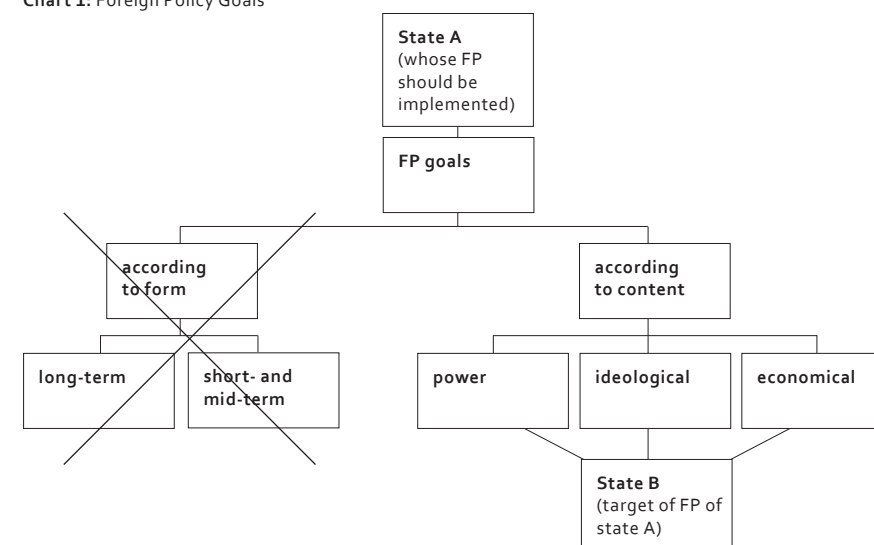 Chart 1: Foreign Policy Goals
State A
(whose FP
should be
implemented)
FP goals
according
to form
according
to content
long-term
short- and
mid-term
power
ideological
economical
State B
(target of FP of
state A)